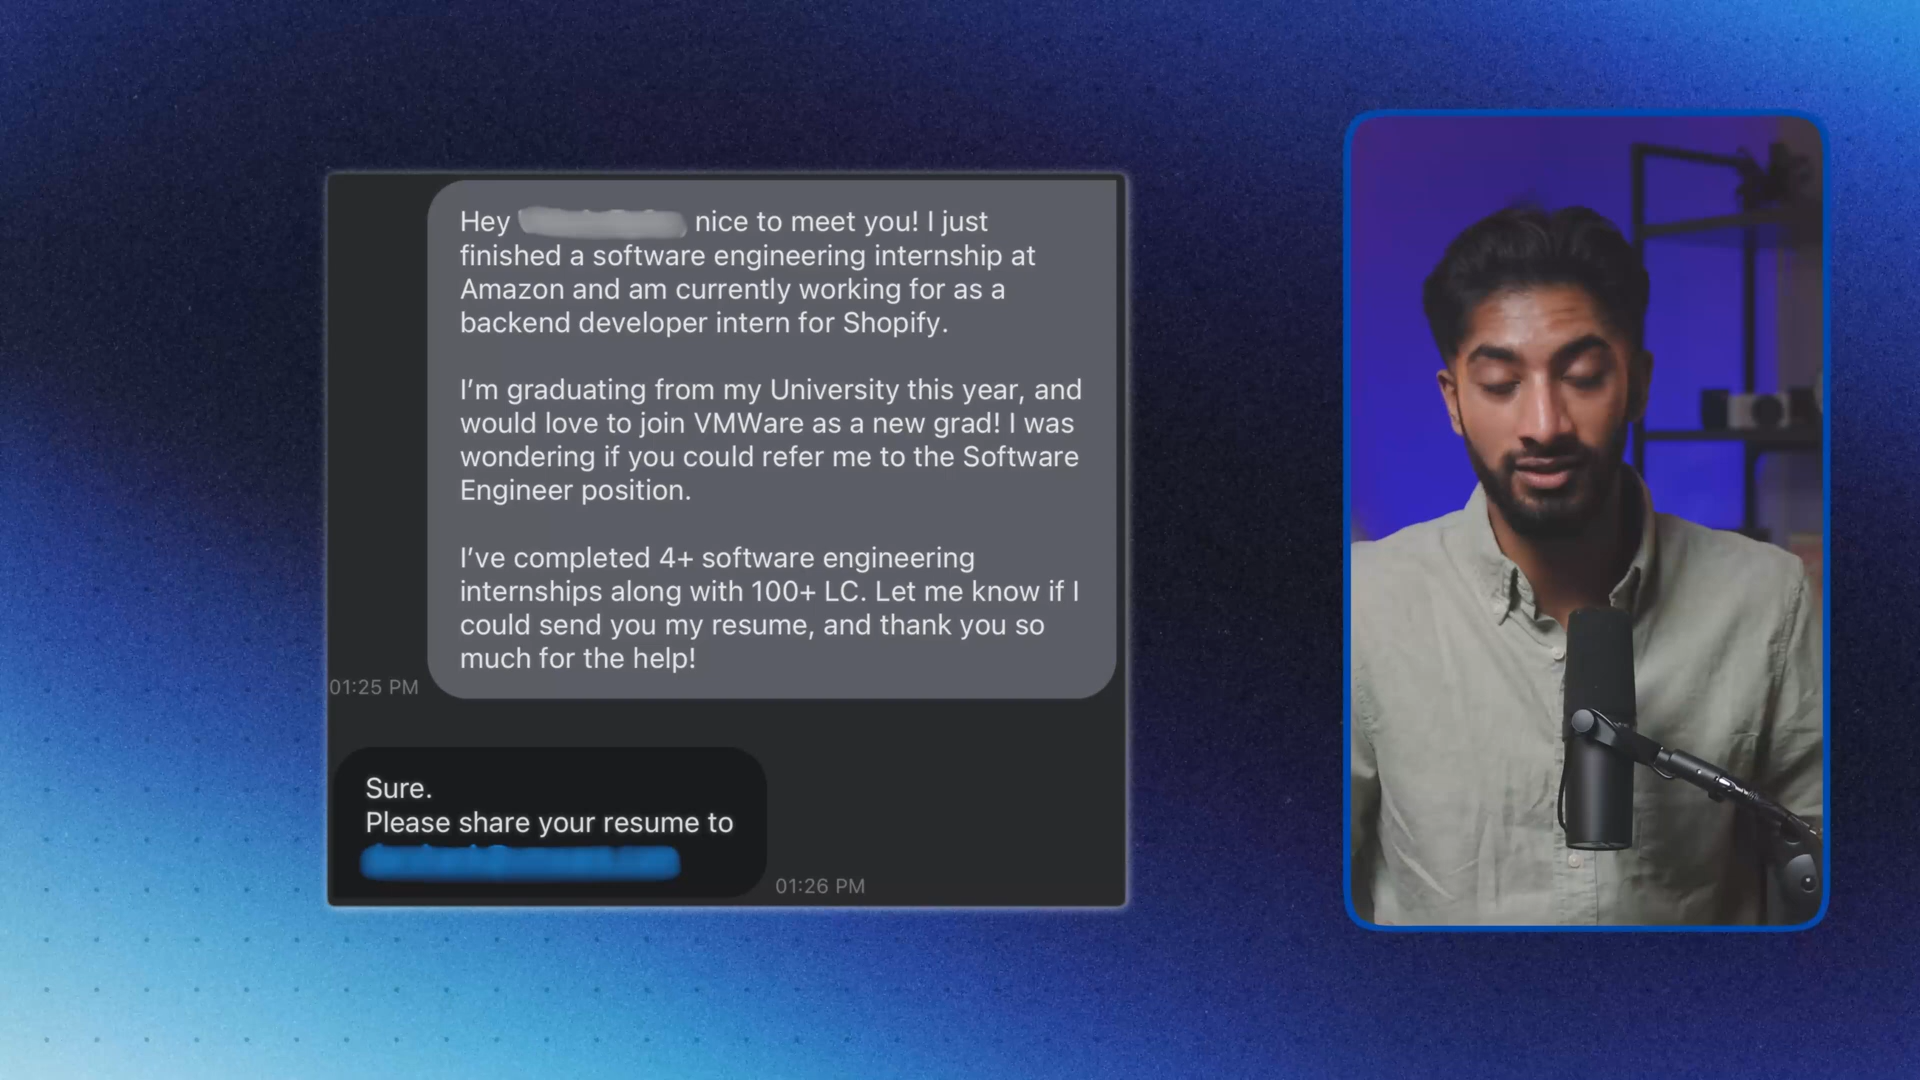 Hey nice to meet you! I just
finished a software engineering internship at
Amazon and am currently working for as a
backend developer intern for Shopify.
I’m graduating from my University this year, and
would love to join VMWare as a new grad! I was
wondering if you could refer me to the Software
Engineer position.
I’ve completed 4+ software engineering
internships along with 100+ LC. Let me know if I
could send you my resume, and thank you so
much for the help!
01:25 PM
Sure.
Please share your resume to
01:26 PM